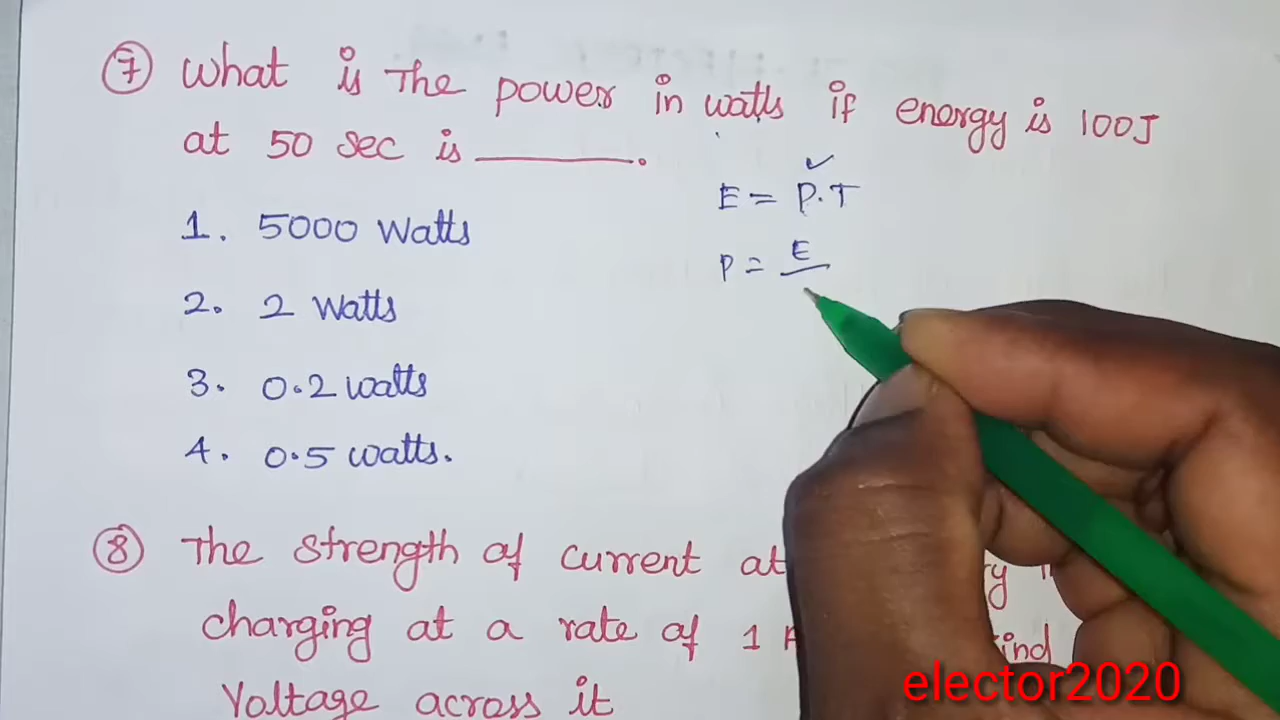 7 What is The power in watts if energy is 100J
at 50 sec is ________.
E = P.T
P = E
1. 5000 Watts
2. 2 Watts
3. 0.2 watts
4. 0.5 watts.
8 The strength of current at
charging at a rate of 1
Voltage across it
elector2020